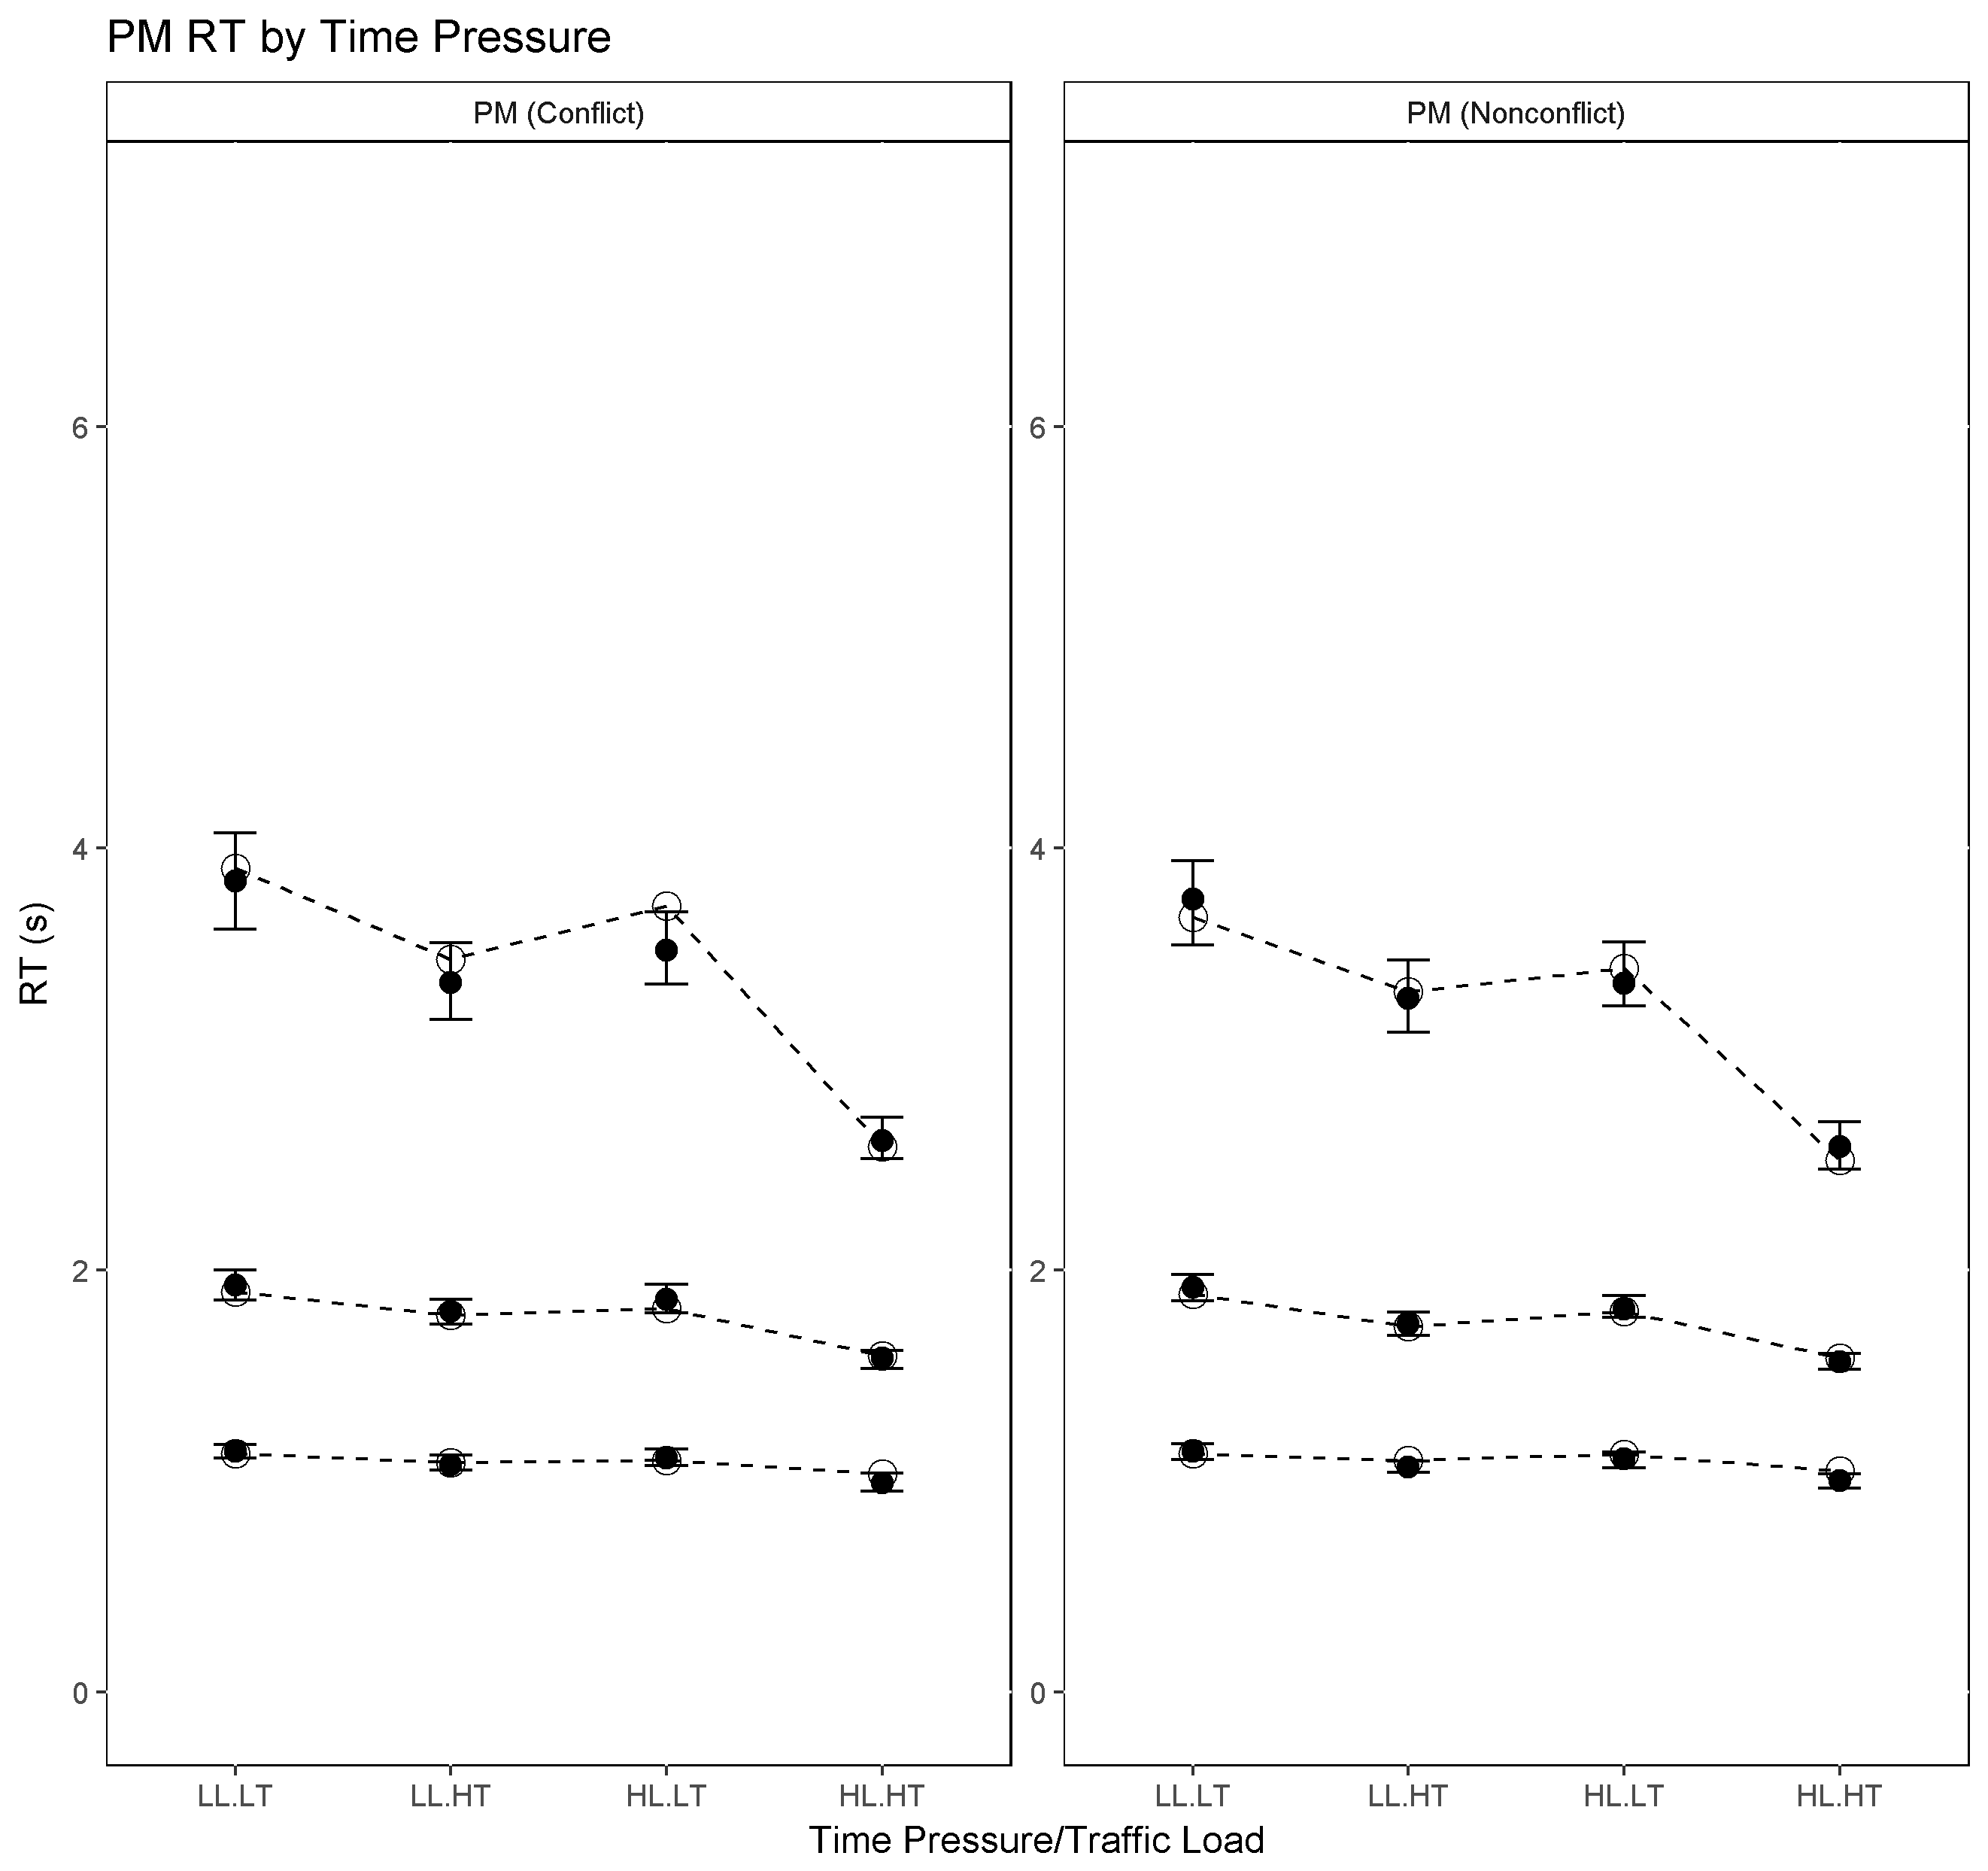 PM RT by Time Pressure
PM (Conflict)
PM (Nonconflict)
RT (s)
6
4
2
0
6
4
2
0
LL.LT LL.HT HL.LT HL.HT
LL.LT LL.HT HL.LT HL.HT
Time Pressure/Traffic Load